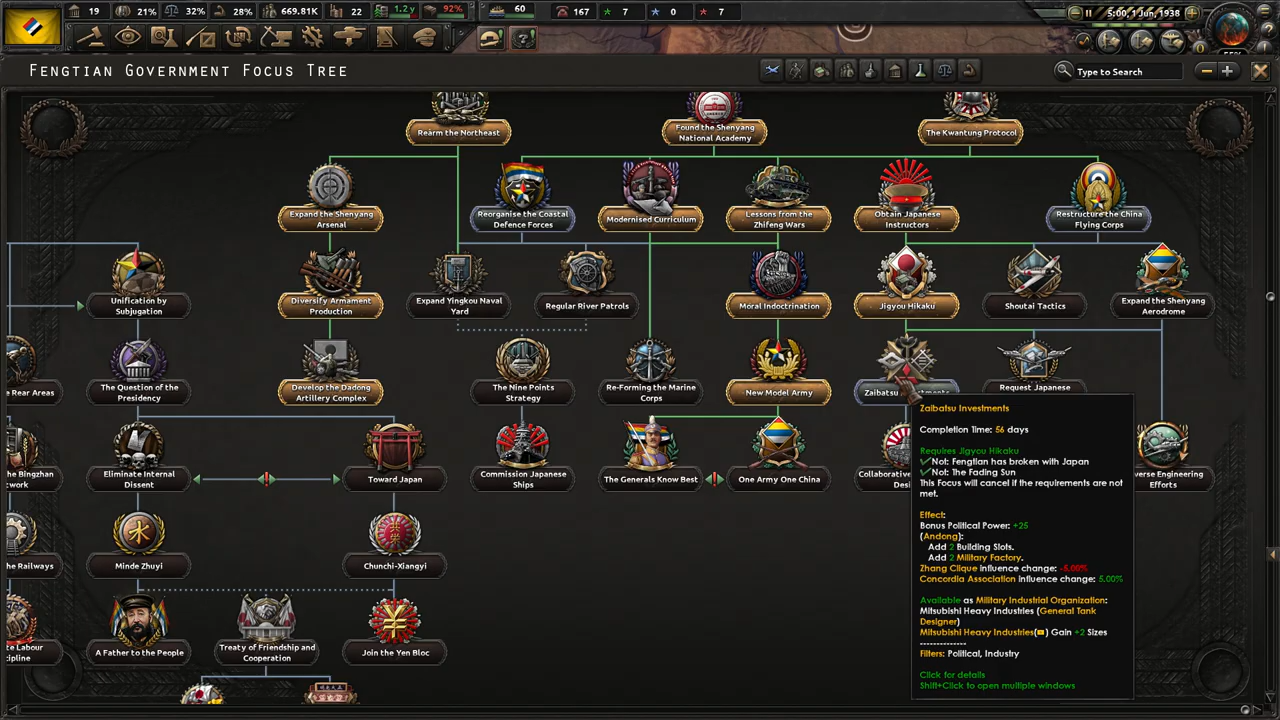 19
21%
32%
28%
669.81K
22
1.2 y
92%
60
167
7
0
7
5:00, 1 Jun, 1938
FENGTIAN GOVERNMENT FOCUS TREE
Type to Search
Rearm the Northeast
Found the Shenyang
National Academy
The Kwantung Protocol
Expand the Shenyang
Arsenal
Reorganise the Coastal
Defence Forces
Modernised Curriculum
Lessons from the
Zhifeng Wars
Obtain Japanese
Instructors
Restructure the China
Flying Corps
Unification by
Subjugation
Diversify Armament
Production
Expand Yingkou Naval
Yard
Regular River Patrols
Moral Indoctrination
Jigyou Hikaku
Shoutai Tactics
Expand the Shenyang
Aerodrome
e Rear Areas
The Question of the
Presidency
Develop the Dadong
Artillery Complex
The Nine Points
Strategy
Re-Forming the Marine
Corps
New Model Army
Request Japanese
Zaibatsu Investments
Completion Time: 56 days
Requires Jigyou Hikaku
✓Not: Fengtian has broken with Japan
✓Not: The Fading Sun
This Focus will cancel if the requirements are not
met.
Effect:
Bonus Political Power: +25
(Andong):
Add 2 Building Slots.
Add 2 Military Factory.
Zhang Clique influence change: -5.00%
Concordia Association influence change: 5.00%
Available as Military Industrial Organization:
Mitsubishi Heavy Industries (General Tank
Designer)
Mitsubishi Heavy Industries( ) Gain +2 Sizes
--------------
Filters: Political, Industry
Click for details
Shift+Click to open multiple windows
he Bingzhan
twork
Eliminate Internal
Dissent
Toward Japan
Commission Japanese
Ships
The Generals Know Best
One Army One China
Collaborative
Desi
verse Engineering
Efforts
he Railways
Minde Zhuyi
Chunchi-Xiangyi
te Labour
cipline
A Father to the People
Treaty of Friendship and
Cooperation
Join the Yen Bloc